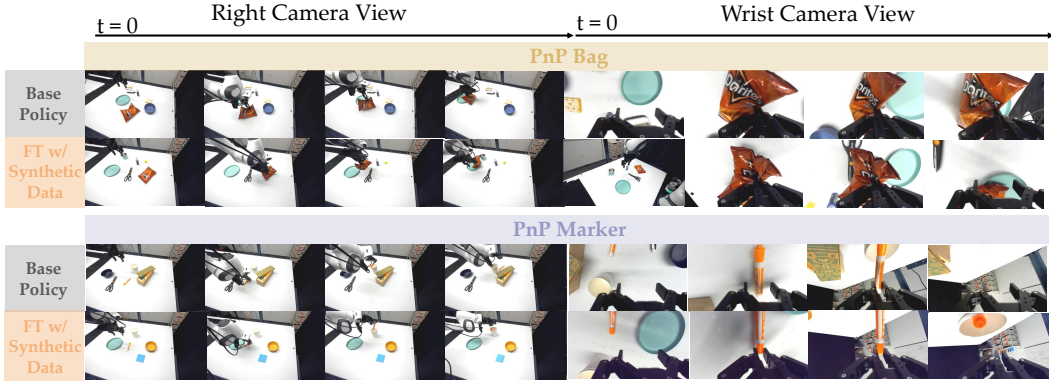 Right Camera View
Wrist Camera View
t = 0
t = 0
PnP Bag
Base
Policy
Doritos
FT w/
Synthetic
Data
PnP Marker
Base
Policy
FT w/
Synthetic
Data